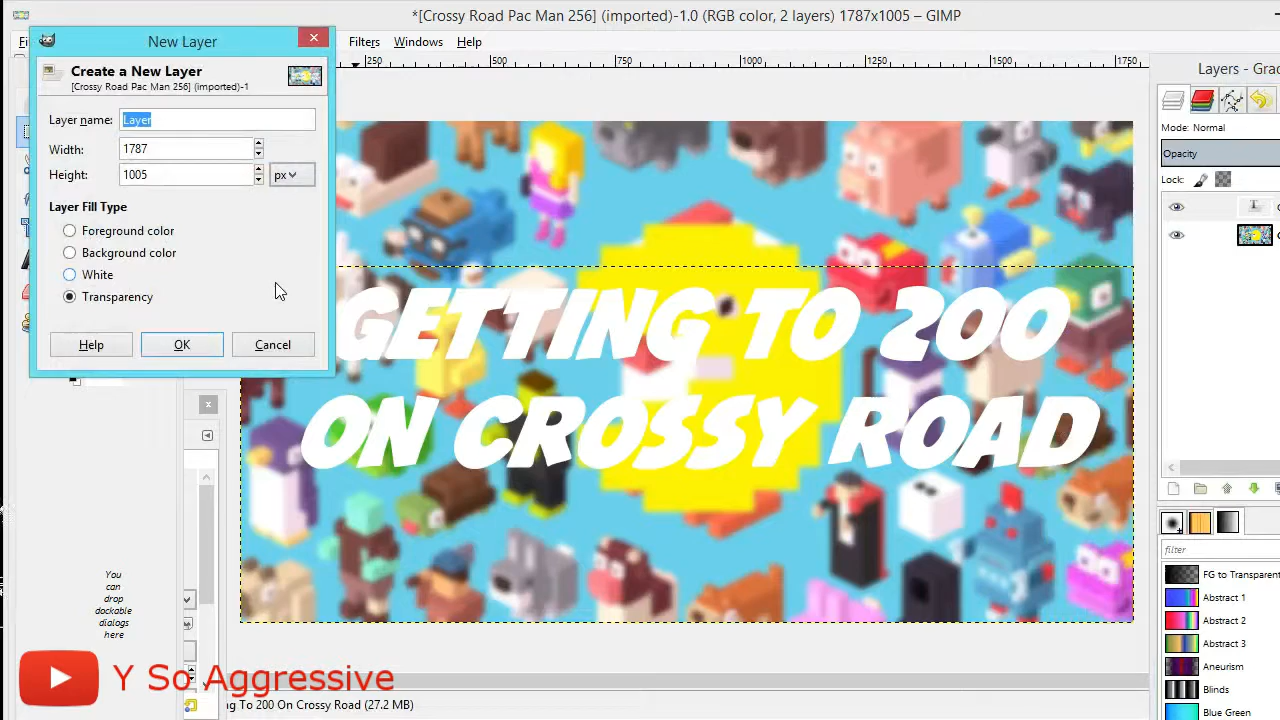 *[Crossy Road Pac Man 256] (imported)-1.0 (RGB color, 2 layers) 1787x1005 – GIMP
New Layer
Filters Windows Help
Create a New Layer
[Crossy Road Pac Man 256] (imported)-1
250 500 750 1000 1250 1500 1750
Layers - Grad
Layer name: Layer
Mode: Normal
Width: 1787
Opacity
Height: 1005 px
Lock:
Layer Fill Type
Foreground color
Background color
White
Transparency
GETTING TO 200
ON CROSSY ROAD
Help OK Cancel
filter
FG to Transparent
Abstract 1
Abstract 2
Abstract 3
Aneurism
Blinds
Blue Green
You
can
drop
dockable
dialogs
here
Y So Aggressive
ng To 200 On Crossy Road (27.2 MB)